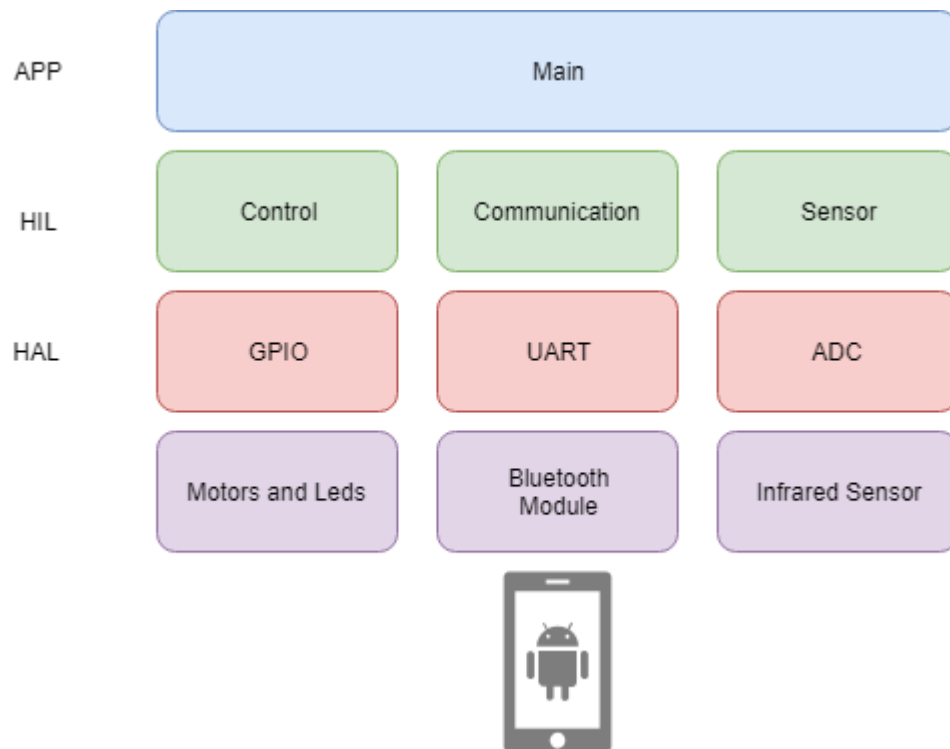 APP
Main
HIL
Control
Communication
Sensor
HAL
GPIO
UART
ADC
Motors and Leds
Bluetooth
Module
Infrared Sensor